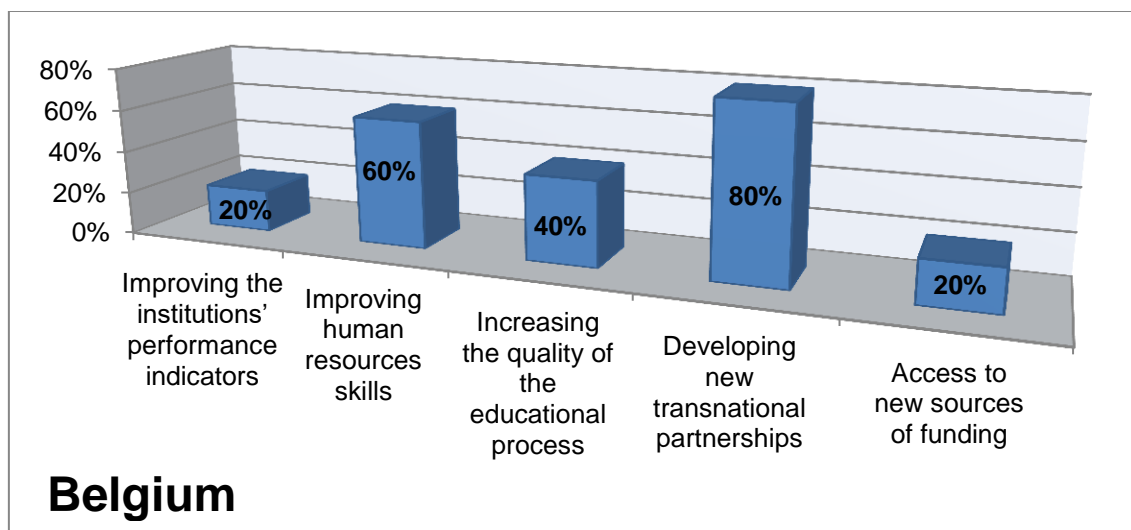 80%
60%
40%
20%
0%
20%
60%
40%
80%
20%
Improving the
institutions’
performance
indicators
Improving
human
resources
skills
Increasing
the quality of
the
educational
process
Developing
new
transnational
partnerships
Access to
new sources
of funding
Belgium